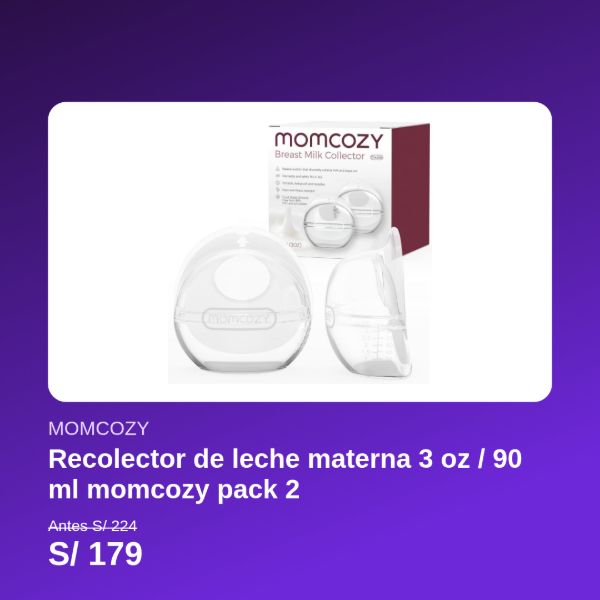 momcozy
Breast Milk Collector
momcozy
MOMCOZY
Recolector de leche materna 3 oz / 90
ml momcozy pack 2
Antes S/ 224
S/ 179